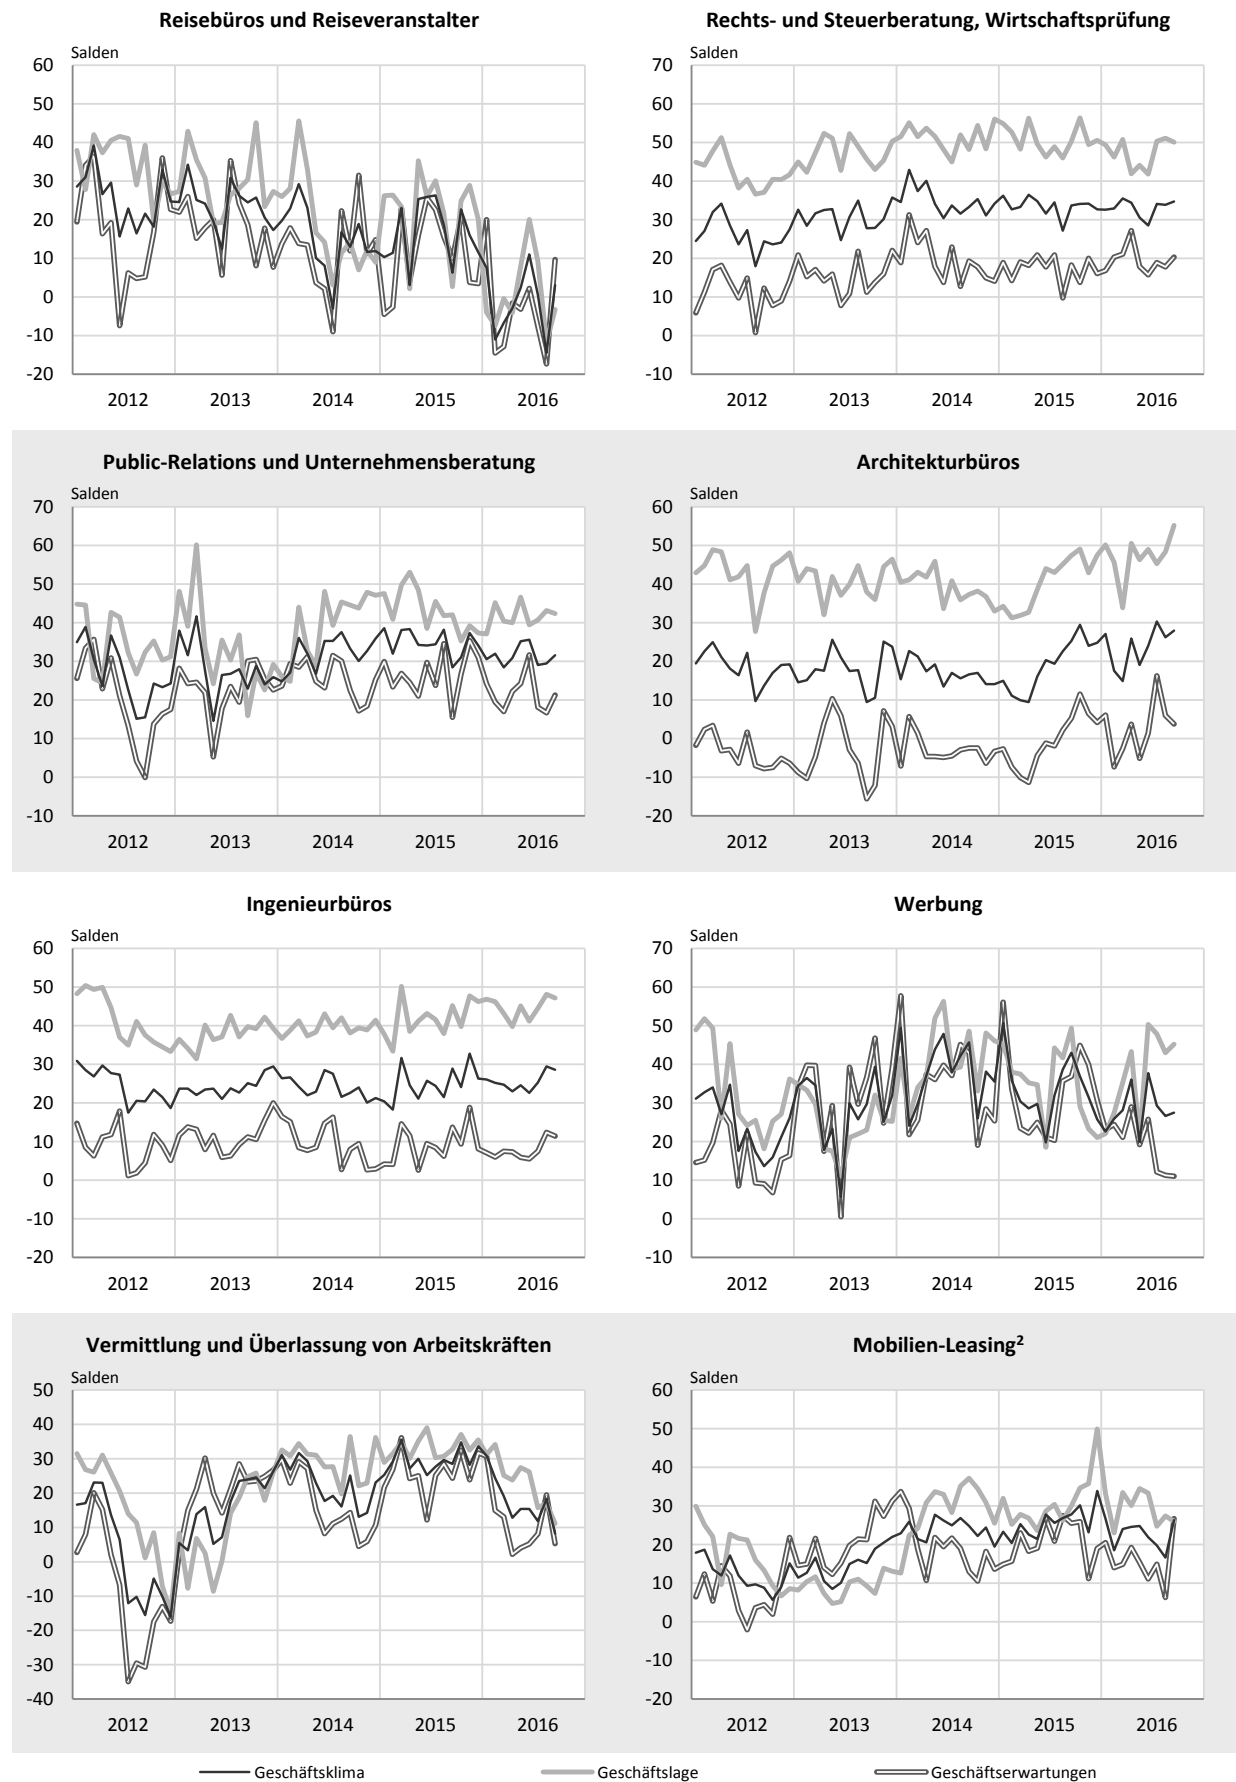 Reisebüros und Reiseveranstalter
Salden
60
50
40
30
20
10
0
-10
-20
2012 2013 2014 2015 2016
Rechts- und Steuerberatung, Wirtschaftsprüfung
Salden
70
60
50
40
30
20
10
0
-10
2012 2013 2014 2015 2016
Public-Relations und Unternehmensberatung
Salden
70
60
50
40
30
20
10
0
-10
2012 2013 2014 2015 2016
Architekturbüros
Salden
60
50
40
30
20
10
0
-10
-20
2012 2013 2014 2015 2016
Ingenieurbüros
Salden
60
50
40
30
20
10
0
-10
-20
2012 2013 2014 2015 2016
Werbung
Salden
70
60
50
40
30
20
10
0
-10
2012 2013 2014 2015 2016
Vermittlung und Überlassung von Arbeitskräften
Salden
50
40
30
20
10
0
-10
-20
-30
-40
2012 2013 2014 2015 2016
Mobilien-Leasing²
Salden
60
50
40
30
20
10
0
-10
-20
2012 2013 2014 2015 2016
Geschäftsklima Geschäftslage Geschäftserwartungen